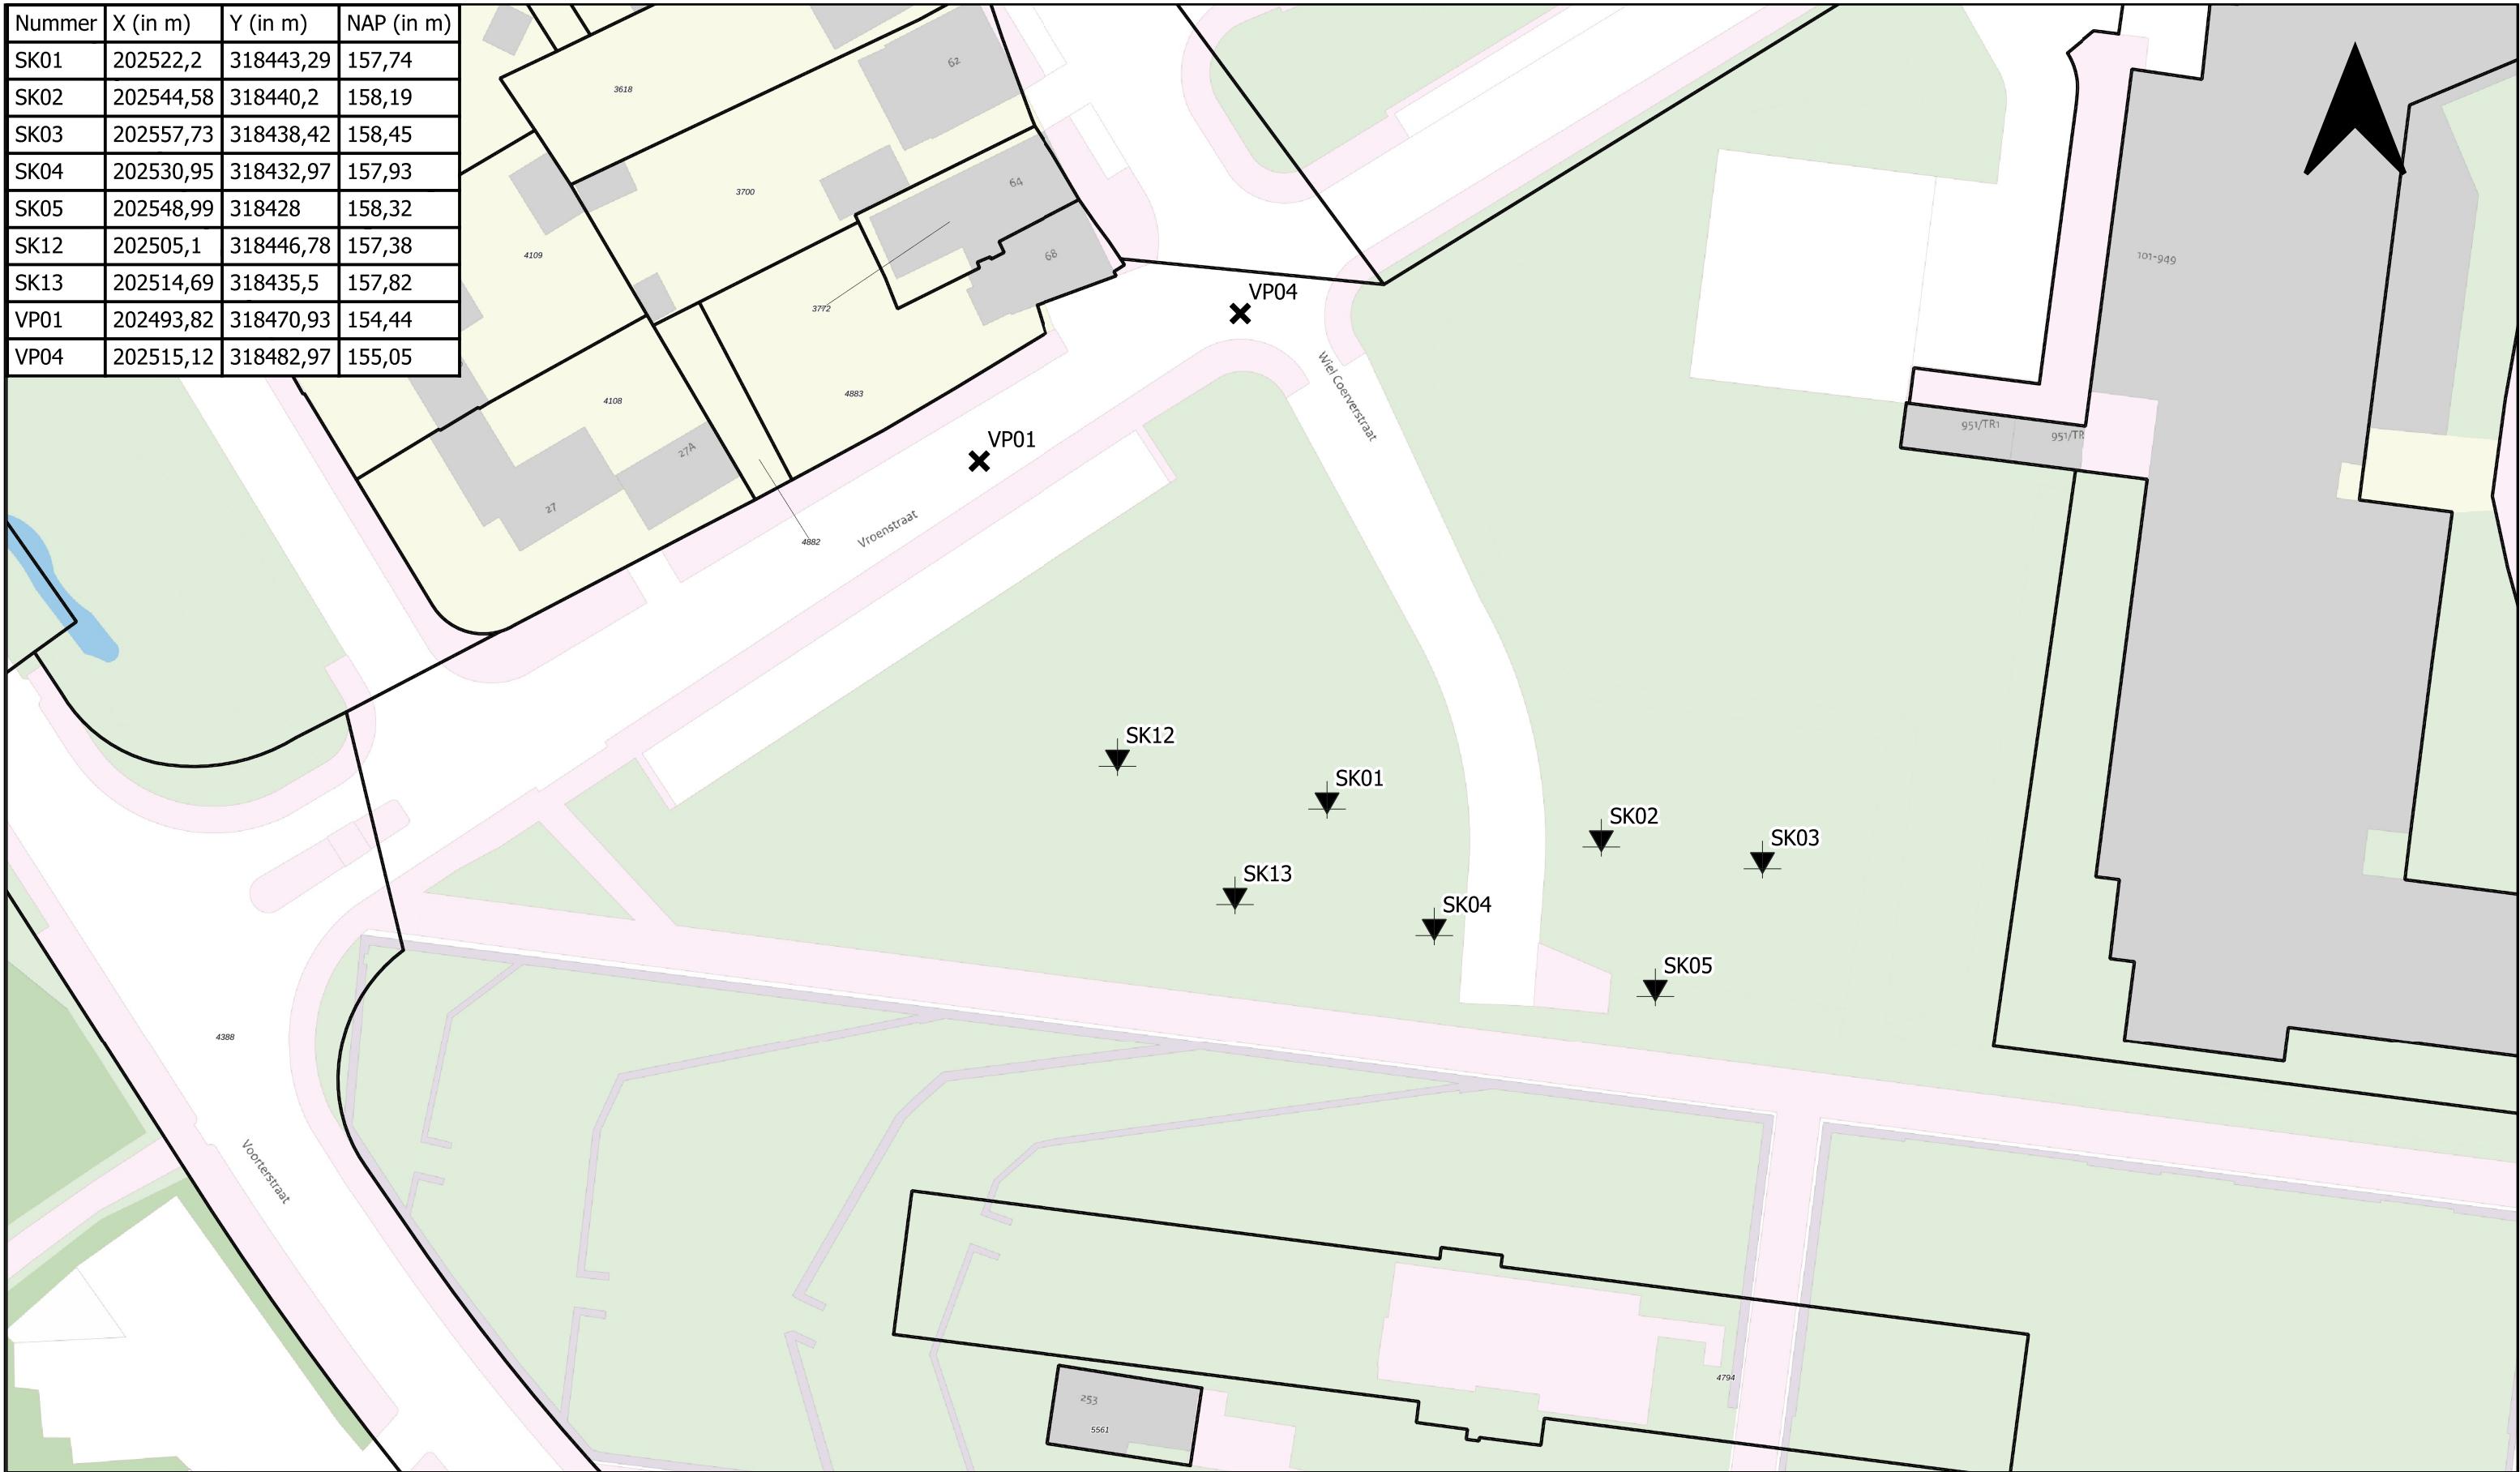 Nummer X (in m) Y (in m) NAP (in m)
SK01 202522,2 318443,29 157,74
SK02 202544,58 318440,2 158,19
SK03 202557,73 318438,42 158,45
SK04 202530,95 318432,97 157,93
SK05 202548,99 318428 158,32
SK12 202505,1 318446,78 157,38
SK13 202514,69 318435,5 157,82
VP01 202493,82 318470,93 154,44
VP04 202515,12 318482,97 155,05
62
3618
64
3700
68
4109
101-949
VP04
3772
Wiel Coerverstraat
4108
4883
951/TR1
951/TR
27A
VP01
27
Vroenstraat
4882
SK12
SK01
SK02
SK03
SK13
SK04
SK05
4388
Voorterstraat
4794
253
5561